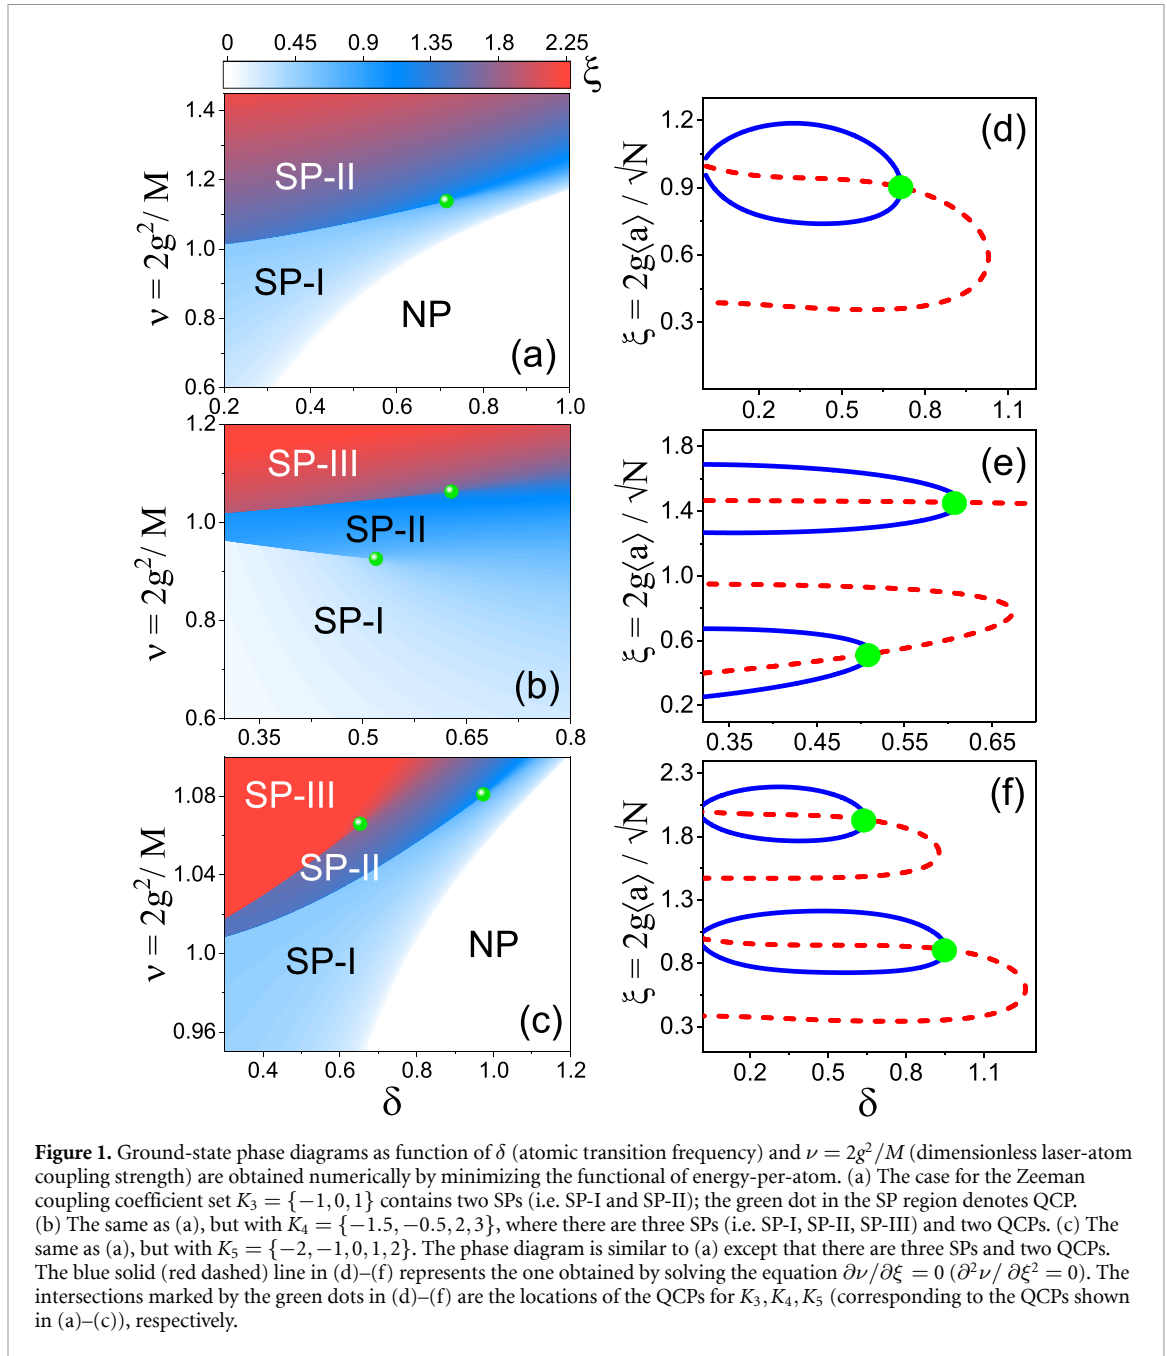 0 0.45 0.9 1.35 1.8 2.25 ξ
1.4
1.2
1.0
0.8
0.6
ν = 2g²/ M
SP-II
SP-I
NP
(a)
0.2 0.4 0.6 0.8 1.0
1.2
1.0
0.8
0.6
ν = 2g²/ M
SP-III
SP-II
SP-I
(b)
0.35 0.5 0.65 0.8
1.08
1.04
1.0
0.96
ν = 2g²/ M
SP-III
SP-II
SP-I
NP
(c)
0.4 0.6 0.8 1.0 1.2
δ
1.2
0.9
0.6
0.3
ξ = 2g⟨a⟩ / √N
(d)
0.2 0.5 0.8 1.1
1.8
1.4
1.0
0.6
0.2
ξ = 2g⟨a⟩ / √N
(e)
0.35 0.45 0.55 0.65
2.3
1.8
1.3
0.8
0.3
ξ = 2g⟨a⟩ / √N
(f)
0.2 0.5 0.8 1.1
δ
Figure 1. Ground-state phase diagrams as function of δ (atomic transition frequency) and ν = 2g²/M (dimensionless laser-atom
coupling strength) are obtained numerically by minimizing the functional of energy-per-atom. (a) The case for the Zeeman
coupling coefficient set K₃ = {−1, 0, 1} contains two SPs (i.e. SP-I and SP-II); the green dot in the SP region denotes QCP.
(b) The same as (a), but with K₄ = {−1.5, −0.5, 2, 3}, where there are three SPs (i.e. SP-I, SP-II, SP-III) and two QCPs. (c) The
same as (a), but with K₅ = {−2, −1, 0, 1, 2}. The phase diagram is similar to (a) except that there are three SPs and two QCPs.
The blue solid (red dashed) line in (d)–(f) represents the one obtained by solving the equation ∂ν/∂ξ = 0 (∂²ν/ ∂ξ² = 0). The
intersections marked by the green dots in (d)–(f) are the locations of the QCPs for K₃, K₄, K₅ (corresponding to the QCPs shown
in (a)–(c)), respectively.